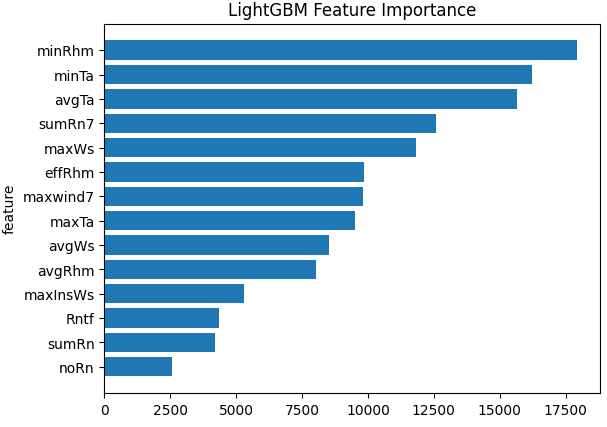 LightGBM Feature Importance
feature
minRhm
minTa
avgTa
sumRn7
maxWs
effRhm
maxwind7
maxTa
avgWs
avgRhm
maxInsWs
Rntf
sumRn
noRn
0 2500 5000 7500 10000 12500 15000 17500